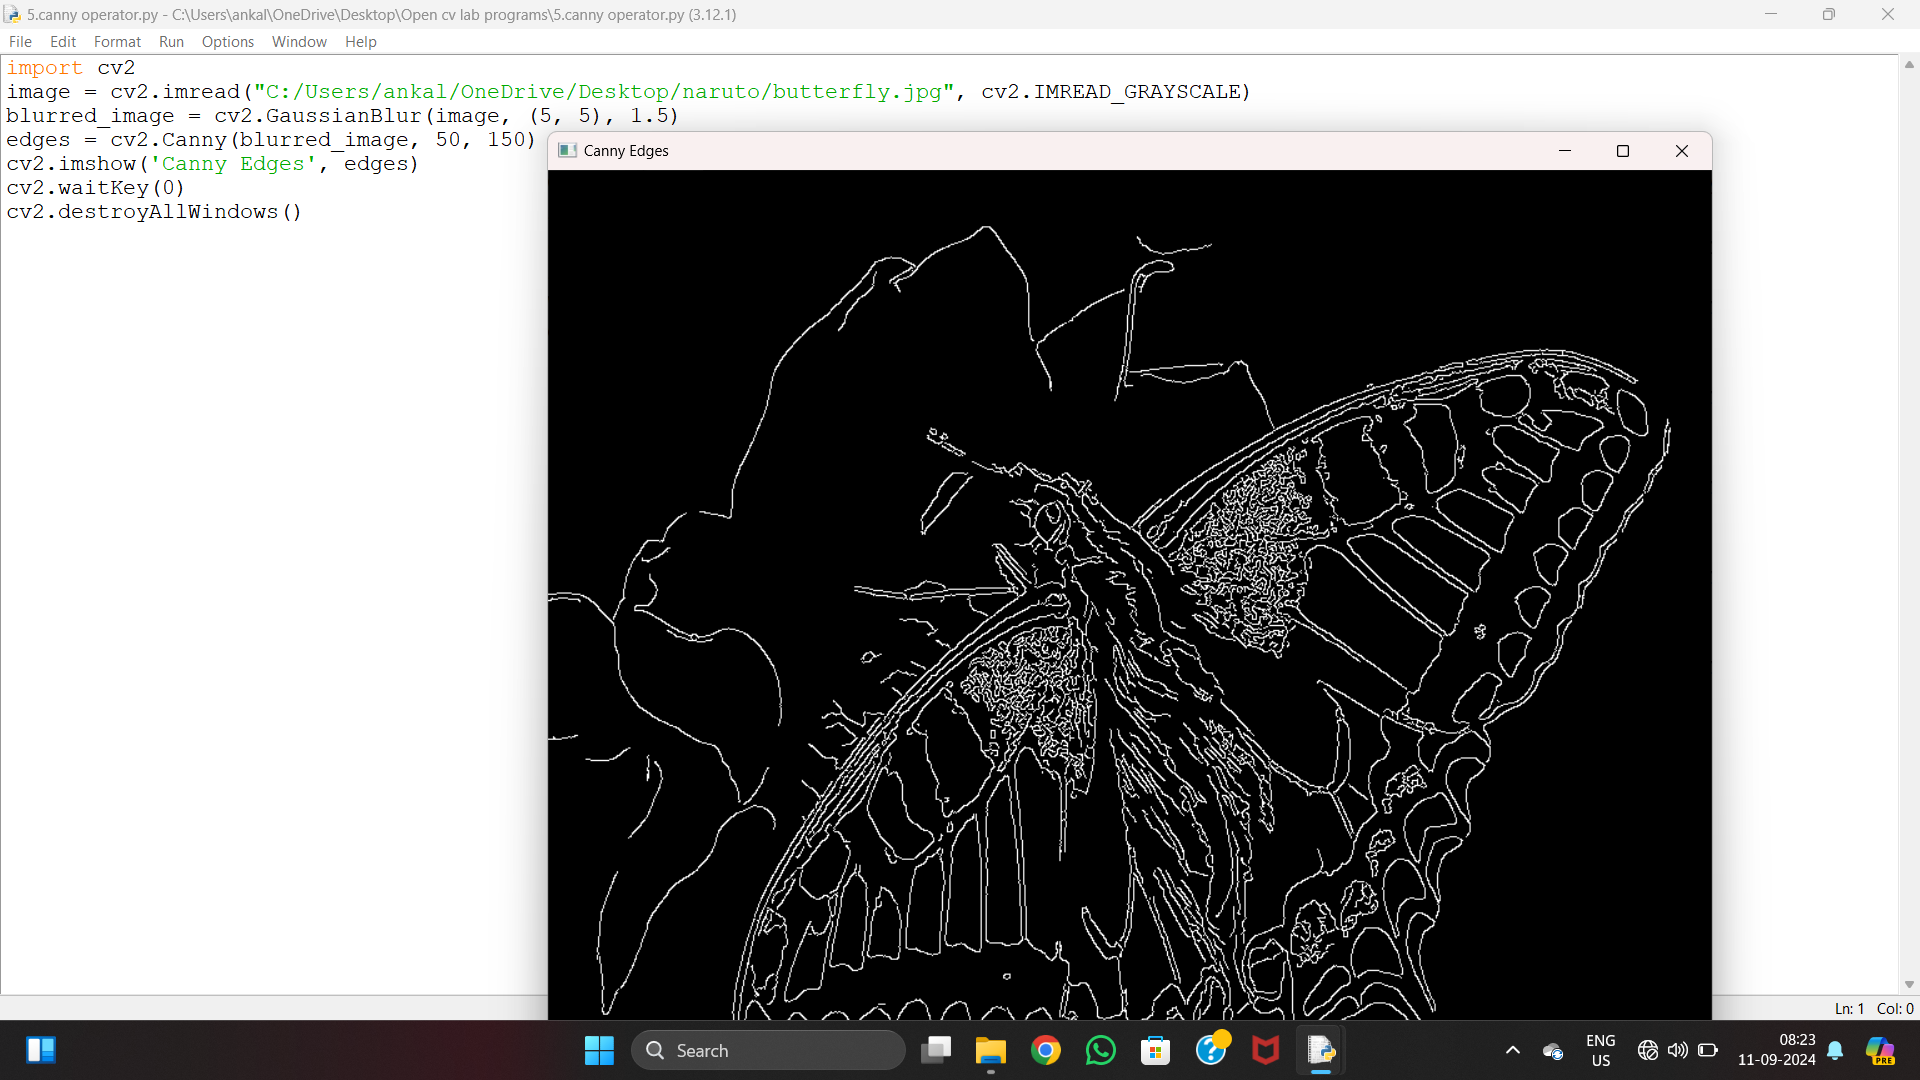 5.canny operator.py - C:\Users\ankal\OneDrive\Desktop\Open cv lab programs\5.canny operator.py (3.12.1)
File Edit Format Run Options Window Help
import cv2
image = cv2.imread("C:/Users/ankal/OneDrive/Desktop/naruto/butterfly.jpg", cv2.IMREAD_GRAYSCALE)
blurred_image = cv2.GaussianBlur(image, (5, 5), 1.5)
edges = cv2.Canny(blurred_image, 50, 150)
cv2.imshow('Canny Edges', edges)
cv2.waitKey(0)
cv2.destroyAllWindows()
Canny Edges
Ln: 1 Col: 0
Search
ENG
US
08:23
11-09-2024
PRE